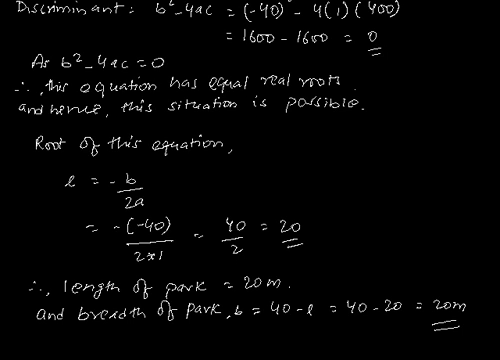 Discriminant: b²-4ac = (-40)² - 4(1)(400)
= 1600 - 1600 = 0
As b²-4ac = 0
∴, this equation has equal real roots.
and hence, this situation is possible.
Root of this equation,
l = -b/2a
= -(-40)/2×1 = 40/2 = 20
∴, length of park = 20m.
and breadth of park, b = 40 - l = 40 - 20 = 20m